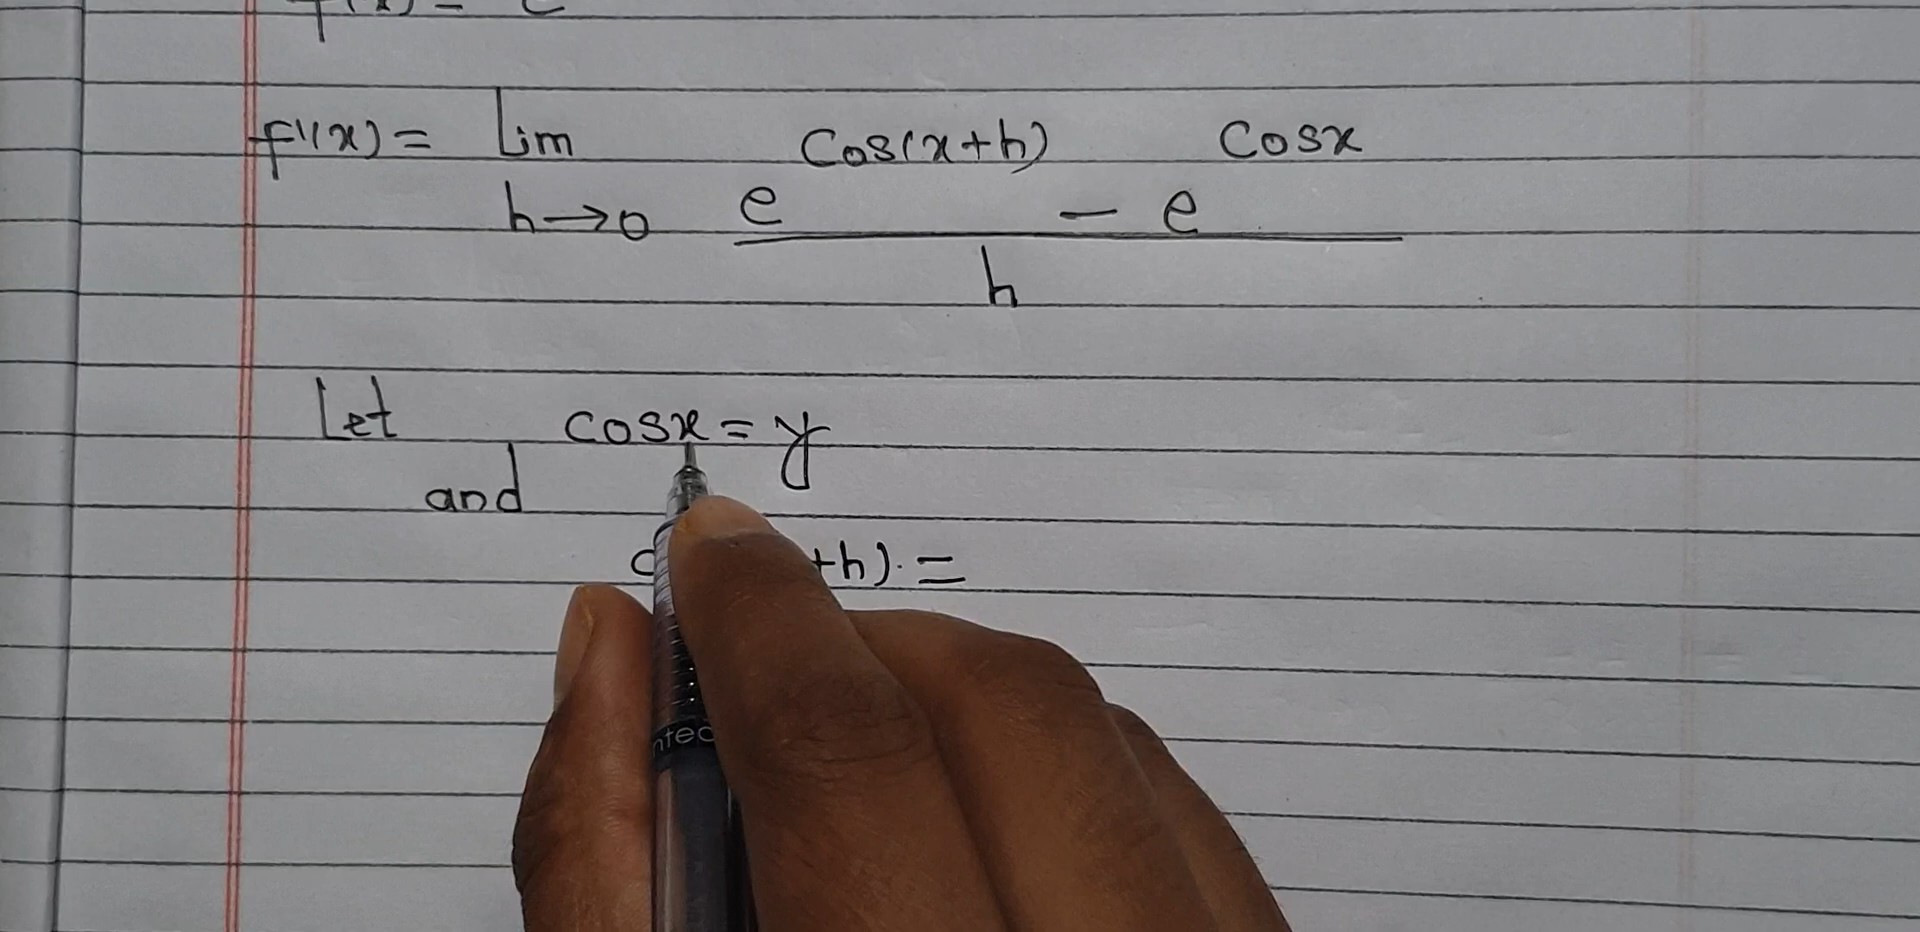 f'(x) = Lim h→0 e^cos(x+h) - e^cosx / h
Let cosx = y
and
+h) =